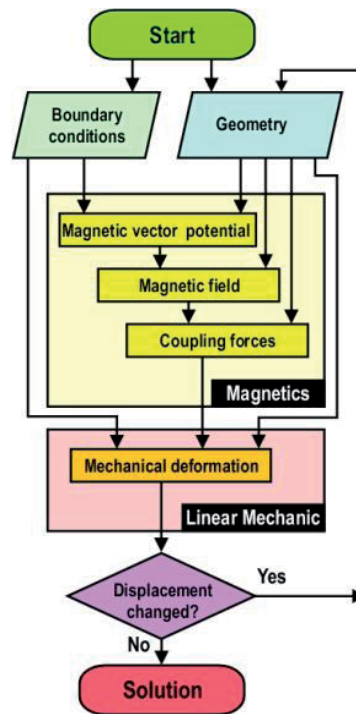 Start
Boundary
conditions
Geometry
Magnetic vector potential
Magnetic field
Coupling forces
Magnetics
Mechanical deformation
Linear Mechanic
Displacement
changed?
Yes
No
Solution